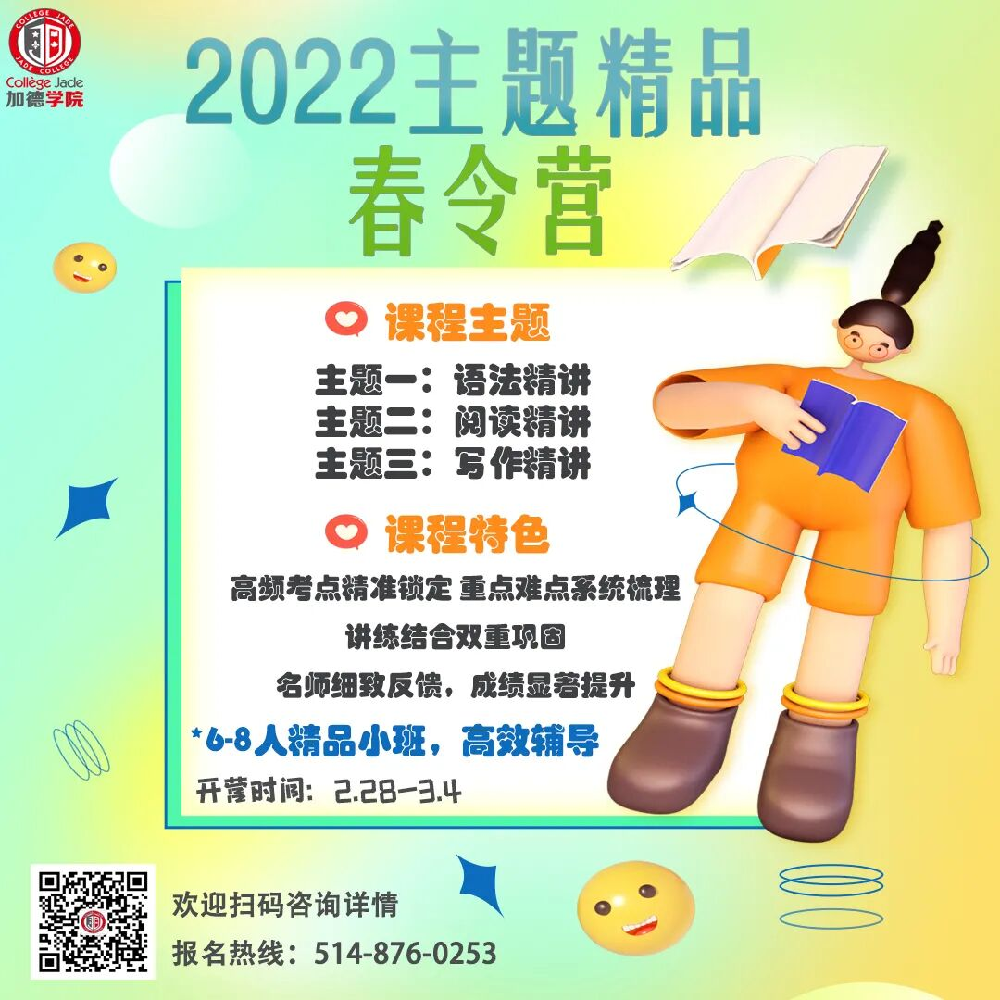 COLLEGE JADE
JADE COLLEGE
Collège Jade
加德学院
2022主题精品
春令营
课程主题
主题一：语法精讲
主题二：阅读精讲
主题三：写作精讲
课程特色
高频考点精准锁定 重点难点系统梳理
讲练结合双重巩固
名师细致反馈，成绩显著提升
*6-8人精品小班，高效辅导
开营时间：2.28—3.4
欢迎扫码咨询详情
报名热线：514-876-0253